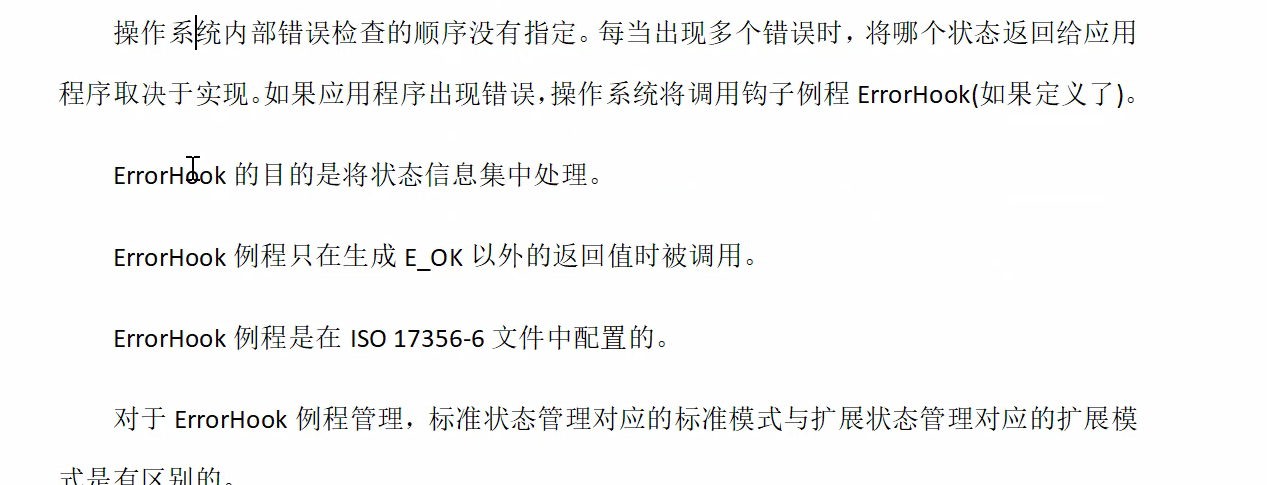 操作系统内部错误检查的顺序没有指定。每当出现多个错误时，将哪个状态返回给应用
程序取决于实现。如果应用程序出现错误，操作系统将调用钩子例程 ErrorHook(如果定义了)。
ErrorHook 的目的是将状态信息集中处理。
ErrorHook 例程只在生成 E_OK 以外的返回值时被调用。
ErrorHook 例程是在 ISO 17356-6 文件中配置的。
对于 ErrorHook 例程管理，标准状态管理对应的标准模式与扩展状态管理对应的扩展模
式是有区别的。